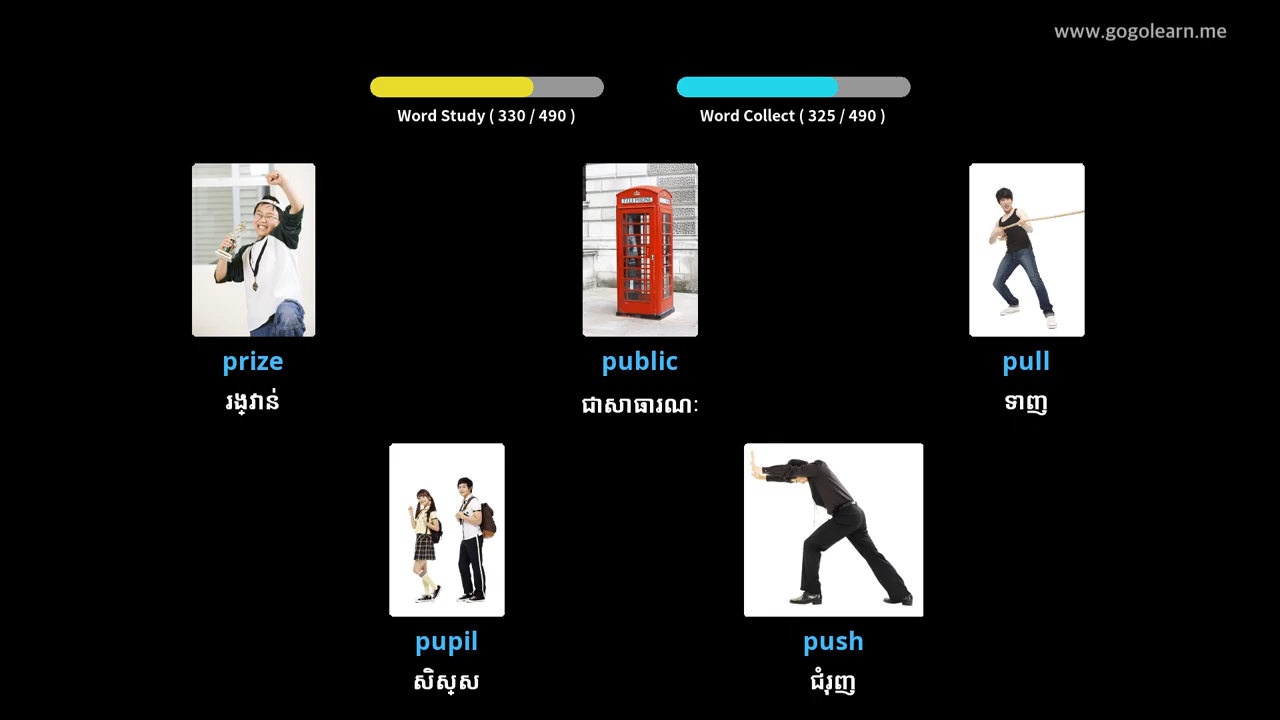 www.gogolearn.me
Word Study ( 330 / 490 )
Word Collect ( 325 / 490 )
TELEPHONE
prize
public
pull
រង្វាន់
ជាសាធារណៈ
ទាញ
pupil
push
សិស្ស
ជំរុញ